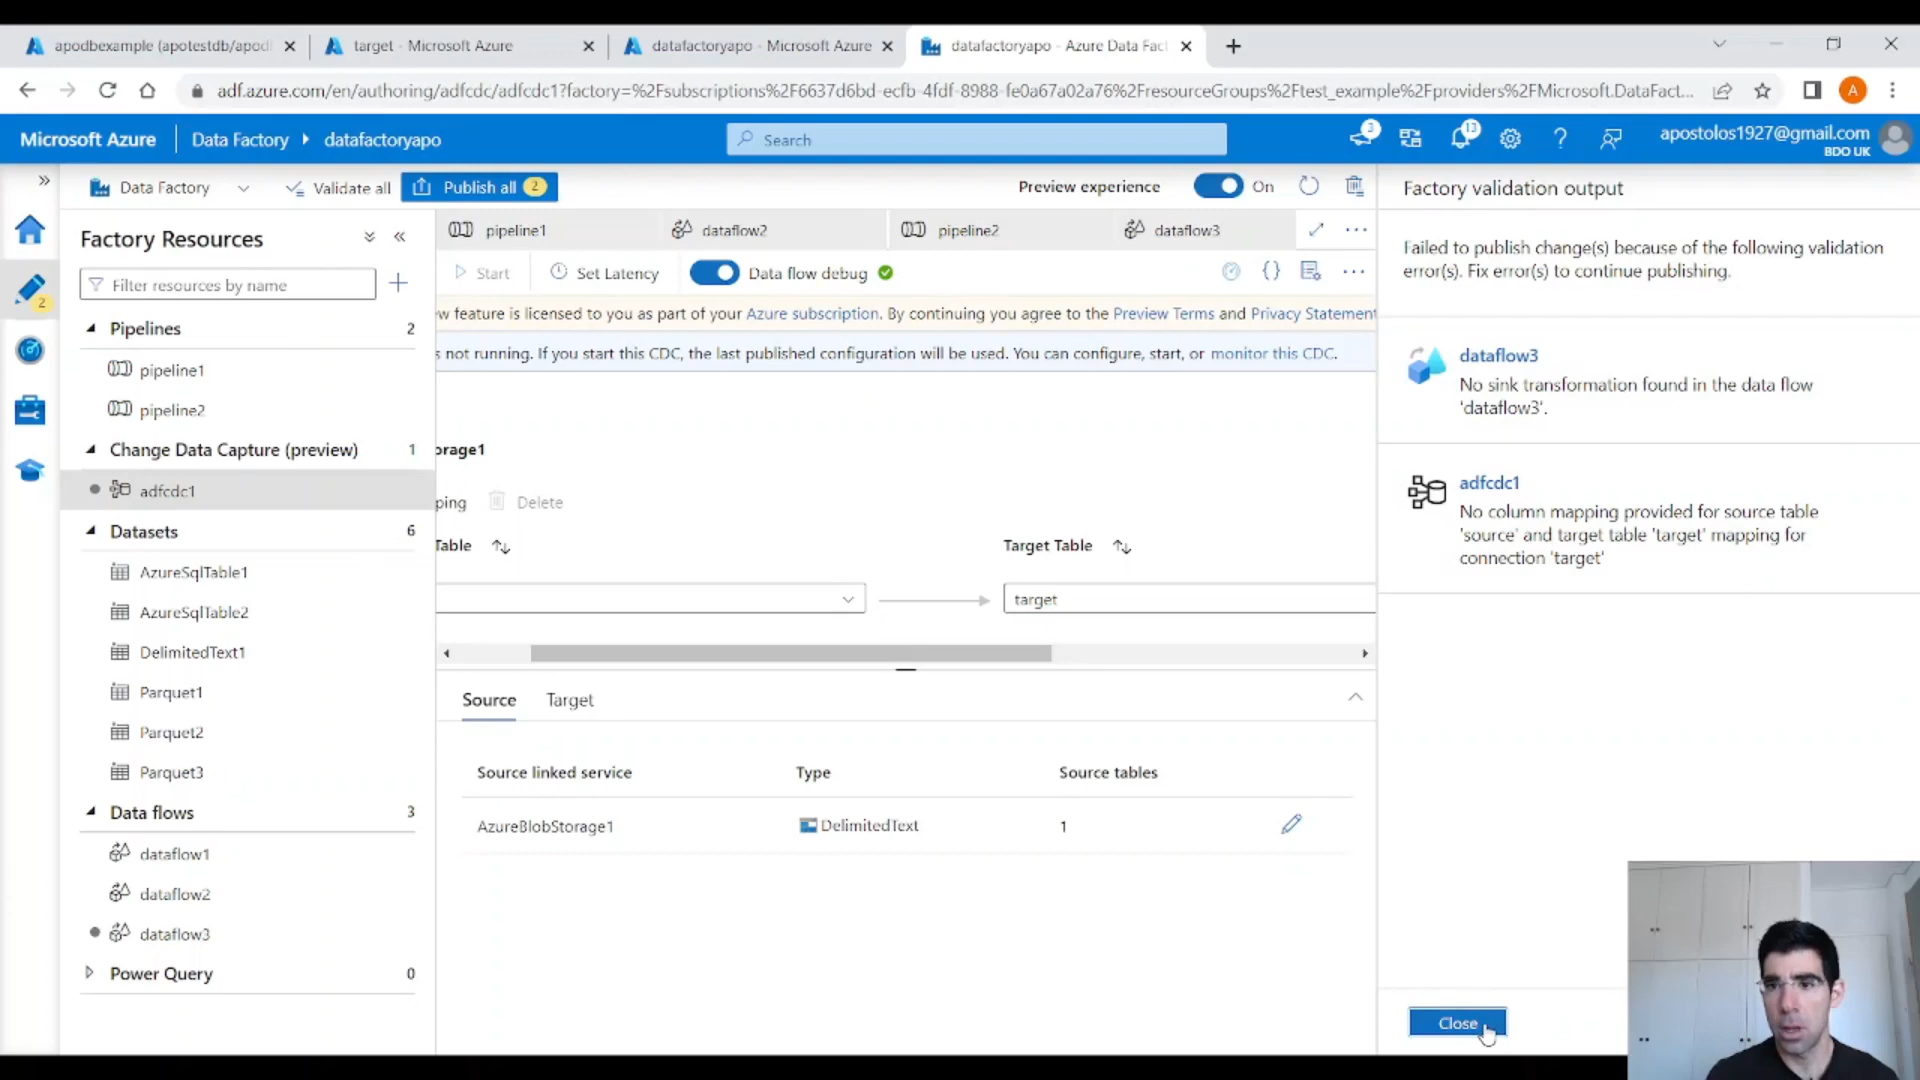 apodbexample (apotestdb/apod
target - Microsoft Azure
datafactoryapo - Microsoft Azure
datafactoryapo - Azure Data Fact
adf.azure.com/en/authoring/adfcdc/adfcdc1?factory=%2Fsubscriptions%2F6637d6bd-ecfb-4fdf-8988-fe0a67a02a76%2FresourceGroups%2Ftest_example%2Fproviders%2FMicrosoft.DataFact...
A
Microsoft Azure
Data Factory
datafactoryapo
Search
3
13
apostolos1927@gmail.com
BDO UK
Data Factory
Validate all
Publish all 2
Preview experience
On
Factory Resources
Filter resources by name
2
Pipelines 2
pipeline1
pipeline2
Change Data Capture (preview) 1
adfcdc1
Datasets 6
AzureSqlTable1
AzureSqlTable2
DelimitedText1
Parquet1
Parquet2
Parquet3
Data flows 3
dataflow1
dataflow2
dataflow3
Power Query 0
pipeline1
dataflow2
pipeline2
dataflow3
Start
Set Latency
Data flow debug
w feature is licensed to you as part of your Azure subscription. By continuing you agree to the Preview Terms and Privacy Statement
s not running. If you start this CDC, the last published configuration will be used. You can configure, start, or monitor this CDC.
orage1
ping
Delete
Table
Target Table
target
Source
Target
Source linked service
Type
Source tables
AzureBlobStorage1
DelimitedText
1
Factory validation output
Failed to publish change(s) because of the following validation
error(s). Fix error(s) to continue publishing.
dataflow3
No sink transformation found in the data flow
'dataflow3'.
adfcdc1
No column mapping provided for source table
'source' and target table 'target' mapping for
connection 'target'
Close